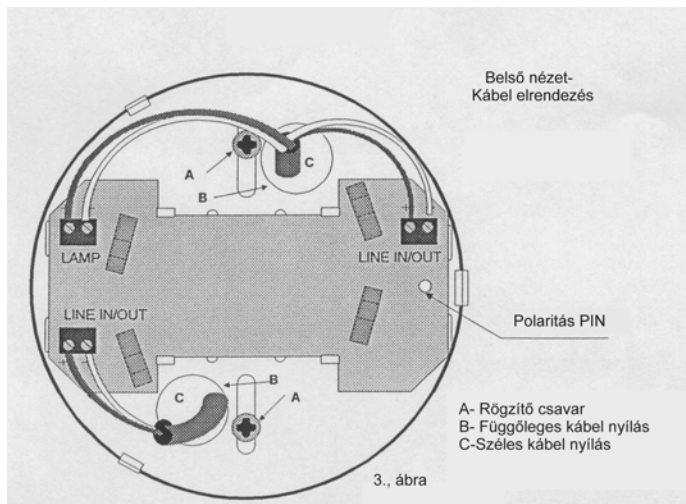 Belső nézet-
Kábel elrendezés
A
B
C
+ -
LAMP
+ -
LINE IN/OUT
LINE IN/OUT
+ -
Polaritás PIN
C
B
A
A- Rögzítő csavar
B- Függőleges kábel nyílás
C-Széles kábel nyílás
3., ábra